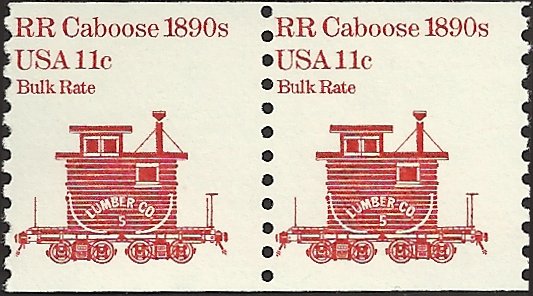 RR Caboose 1890s
USA 11c
Bulk Rate
LUMBER CO.
5
RR Caboose 1890s
USA 11c
Bulk Rate
LUMBER CO.
5